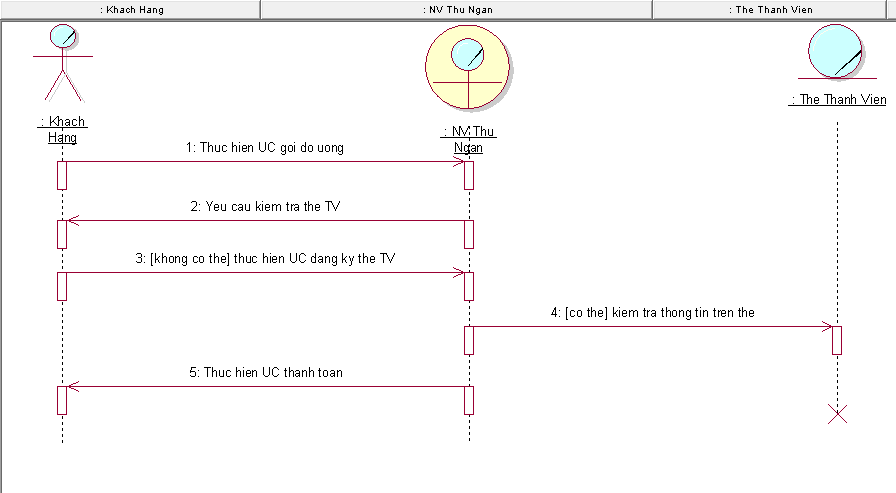 : Khach Hang
: NV Thu Ngan
: The Thanh Vien
: Khach
Hang
: NV Thu
Ngan
: The Thanh Vien
1: Thuc hien UC goi do uong
2: Yeu cau kiem tra the TV
3: [khong co the] thuc hien UC dang ky the TV
4: [co the] kiem tra thong tin tren the
5: Thuc hien UC thanh toan